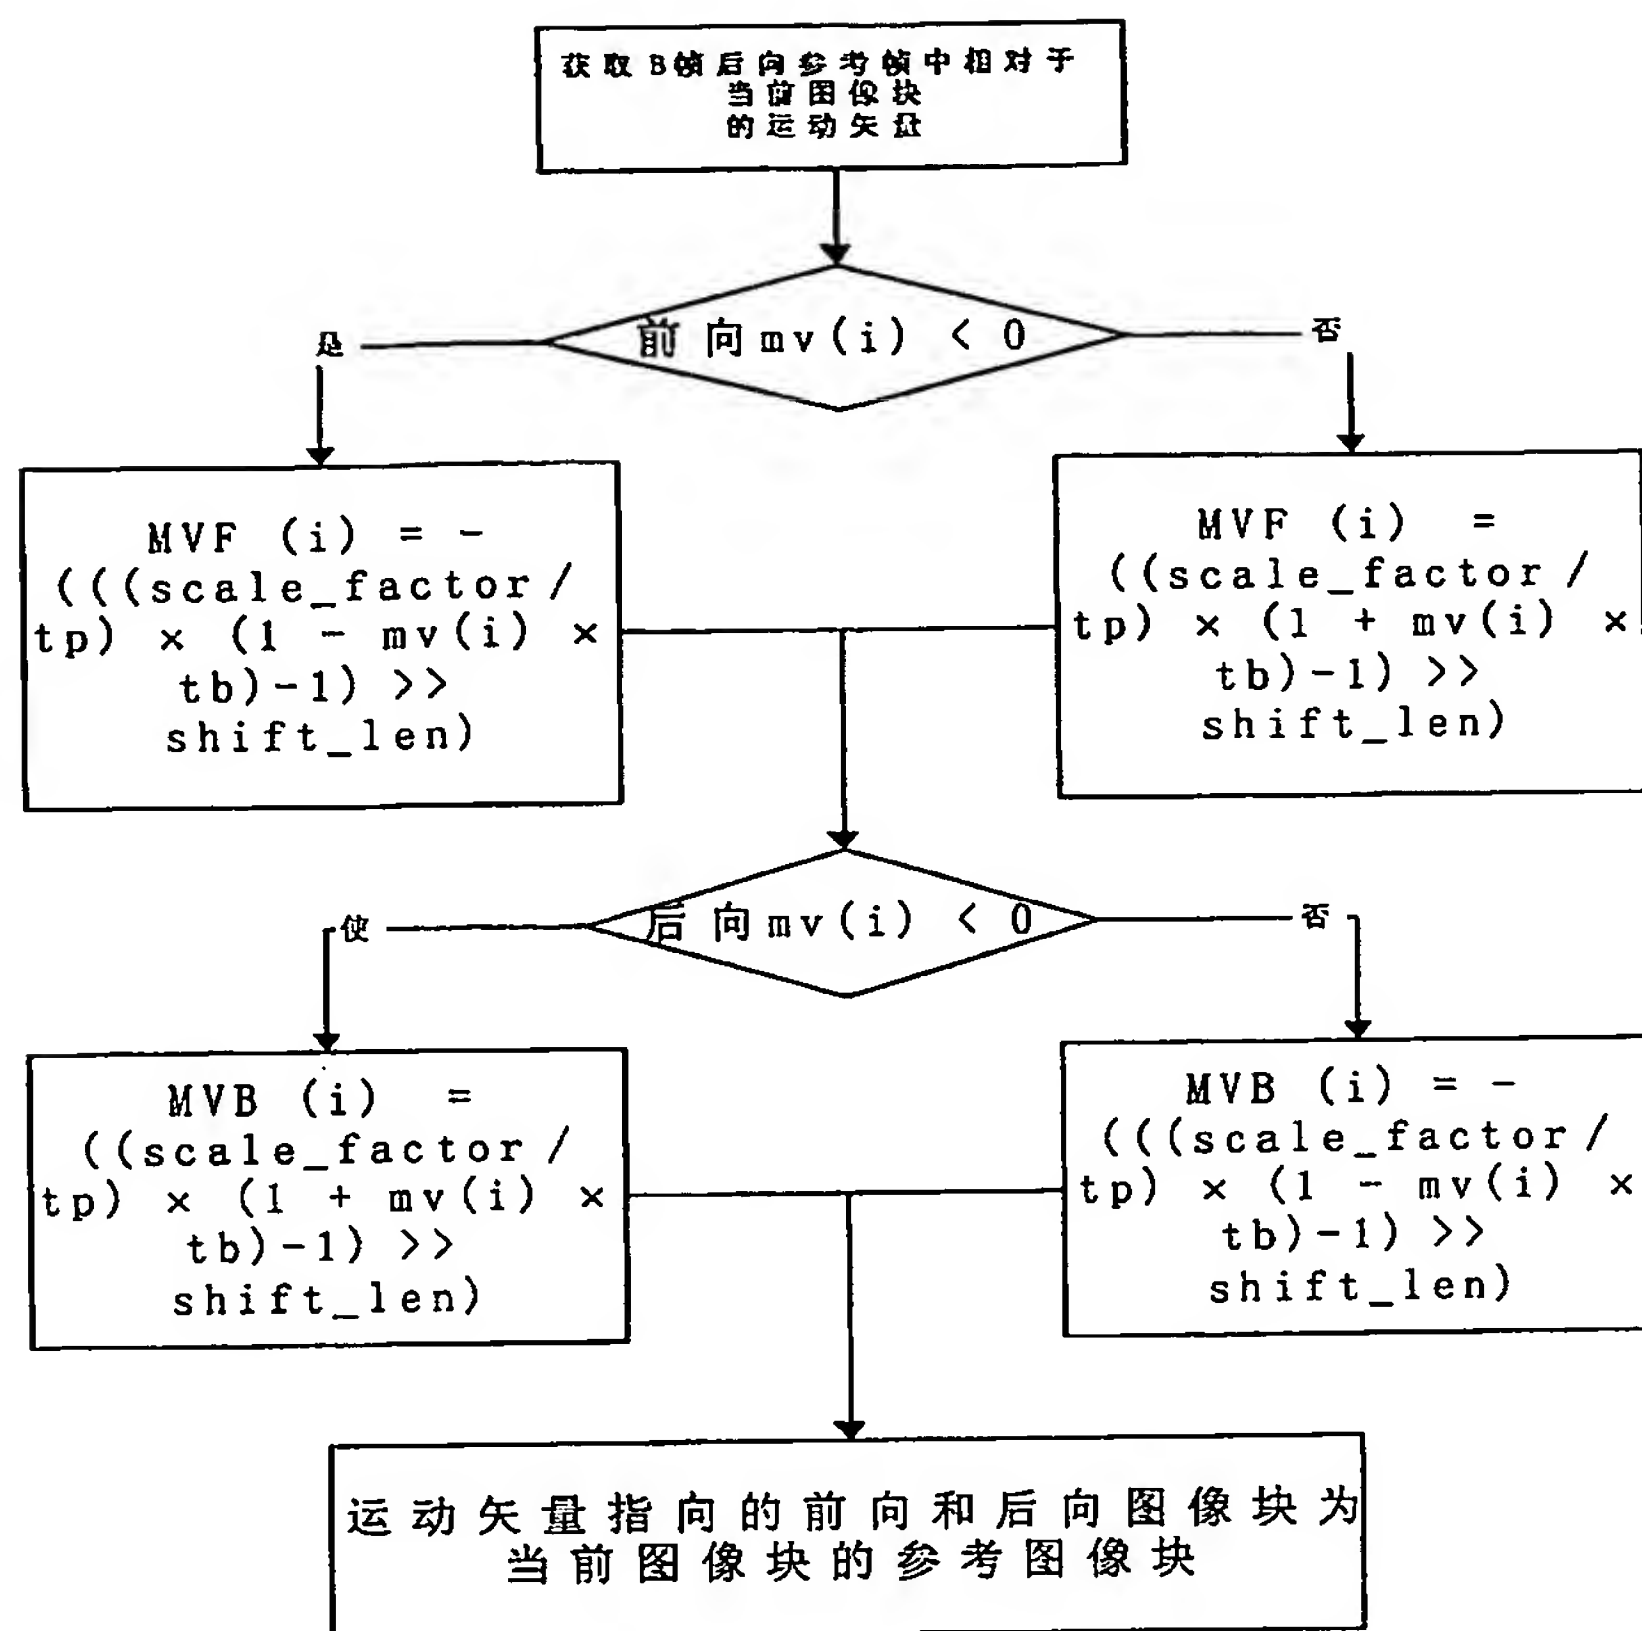 获取B帧后向参考帧中相对于
当前图像块
的运动矢量
前向mv(i) < 0
是
否
MVF (i) = -
(((scale_factor/
tp) × (1 - mv(i) ×
tb)-1) >>
shift_len)
MVF (i) =
((scale_factor/
tp) × (1 + mv(i) ×
tb)-1) >>
shift_len)
后向mv(i) < 0
使
否
MVB (i) =
((scale_factor/
tp) × (1 + mv(i) ×
tb)-1) >>
shift_len)
MVB (i) = -
(((scale_factor/
tp) × (1 - mv(i) ×
tb)-1) >>
shift_len)
运动矢量指向的前向和后向图像块为
当前图像块的参考图像块